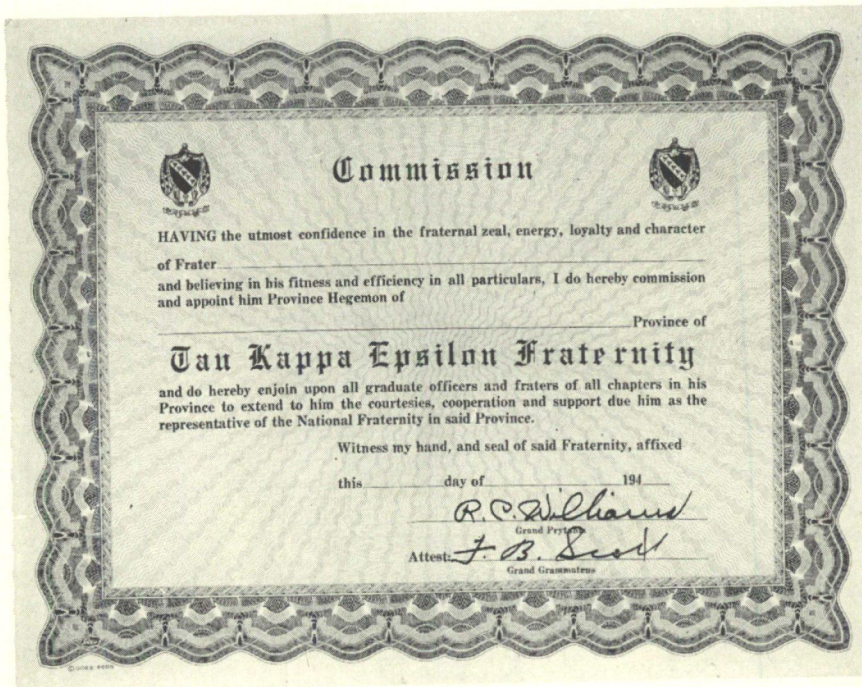 Commission
HAVING the utmost confidence in the fraternal zeal, energy, loyalty and character
of Frater
and believing in his fitness and efficiency in all particulars, I do hereby commission
and appoint him Province Hegemon of
Province of
Tau Kappa Epsilon Fraternity
and do hereby enjoin upon all graduate officers and fraters of all chapters in his
Province to extend to him the courtesies, cooperation and support due him as the
representative of the National Fraternity in said Province.
Witness my hand, and seal of said Fraternity, affixed
this day of 194
R. C. Williams
Grand Prytanis
Attest: F. B. Scott
Grand Grammateus